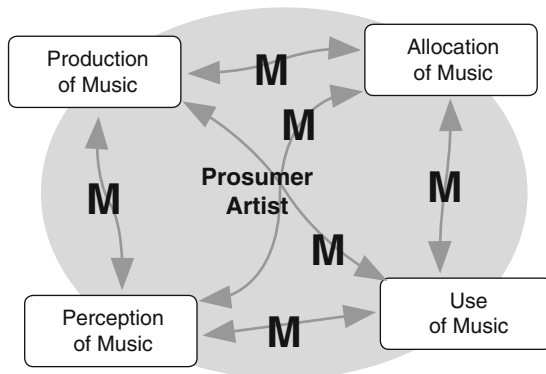 Production
of Music
Allocation
of Music
M
M
Prosumer
Artist
M
M
M
Perception
of Music
M
Use
of Music